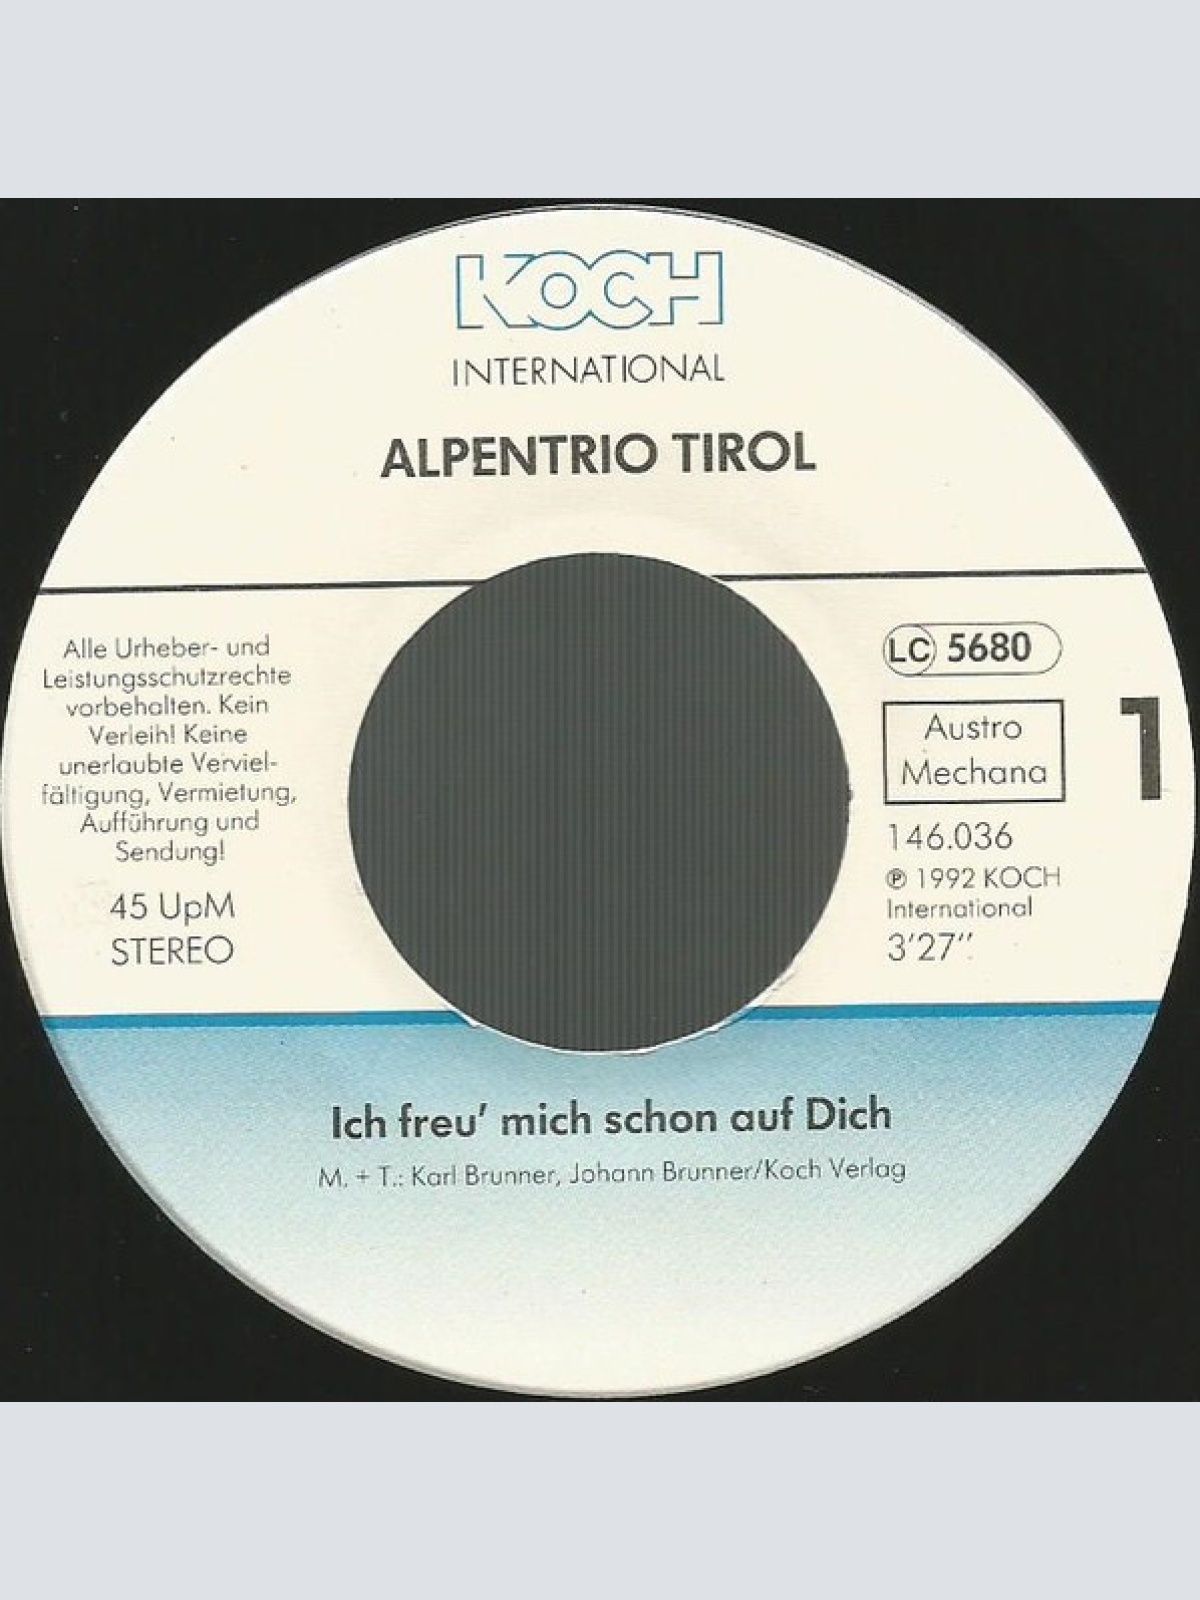 KOCH
INTERNATIONAL
ALPENTRIO TIROL
Alle Urheber- und
Leistungsschutzrechte
vorbehalten. Kein
Verleih! Keine
unerlaubte Verviel-
fältigung, Vermietung,
Aufführung und
Sendung!
45 UpM
STEREO
LC 5680
Austro
Mechana
1
146.036
℗ 1992 KOCH
International
3'27"
Ich freu' mich schon auf Dich
M. + T.: Karl Brunner, Johann Brunner/Koch Verlag